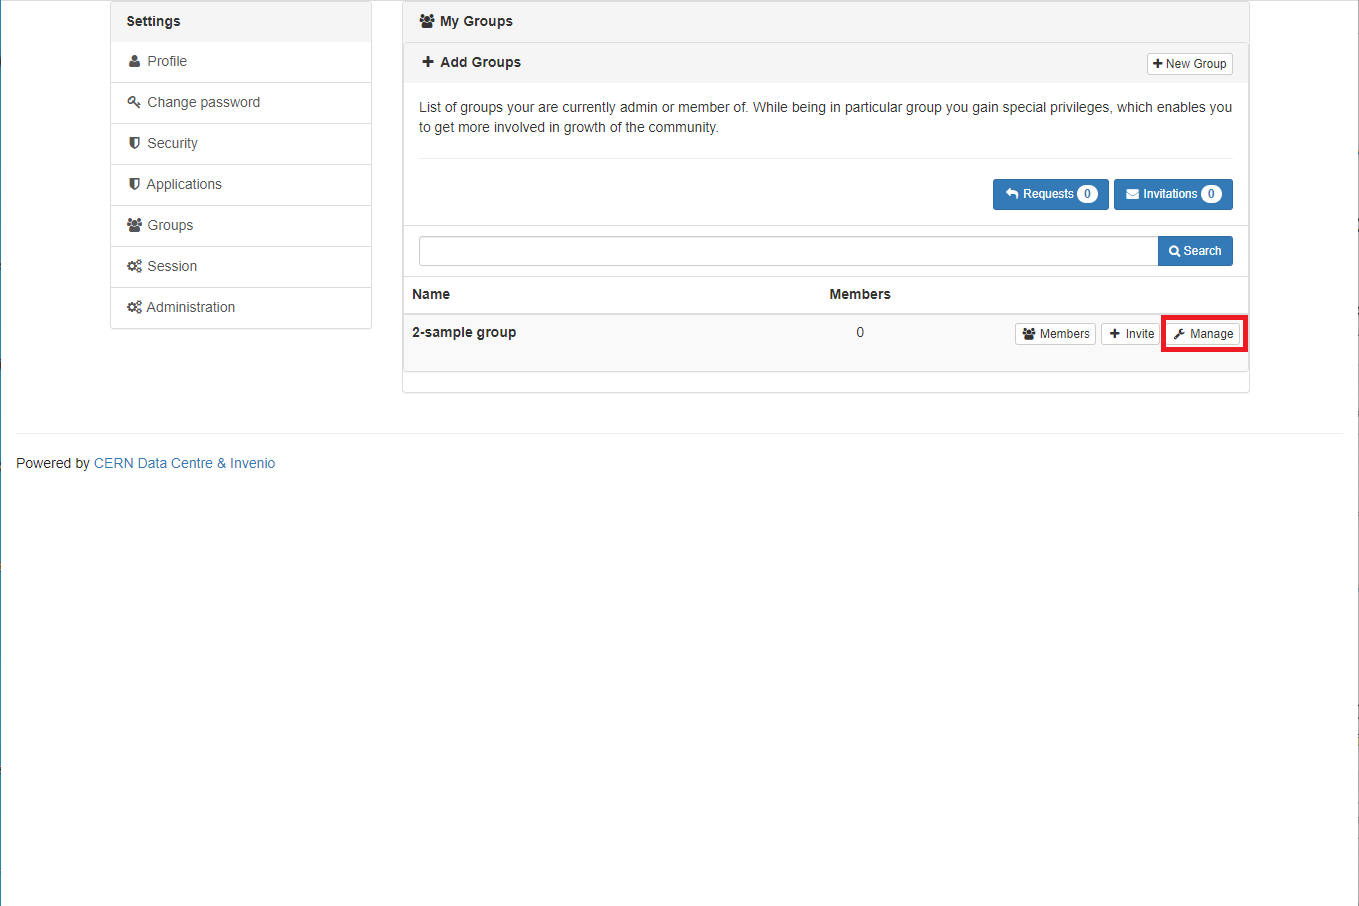 Settings
Profile
Change password
Security
Applications
Groups
Session
Administration
My Groups
Add Groups
New Group
List of groups your are currently admin or member of. While being in particular group you gain special privileges, which enables you
to get more involved in growth of the community.
Requests 0
Invitations 0
Search
Name Members
2-sample group 0 Members Invite Manage
Powered by CERN Data Centre & Invenio